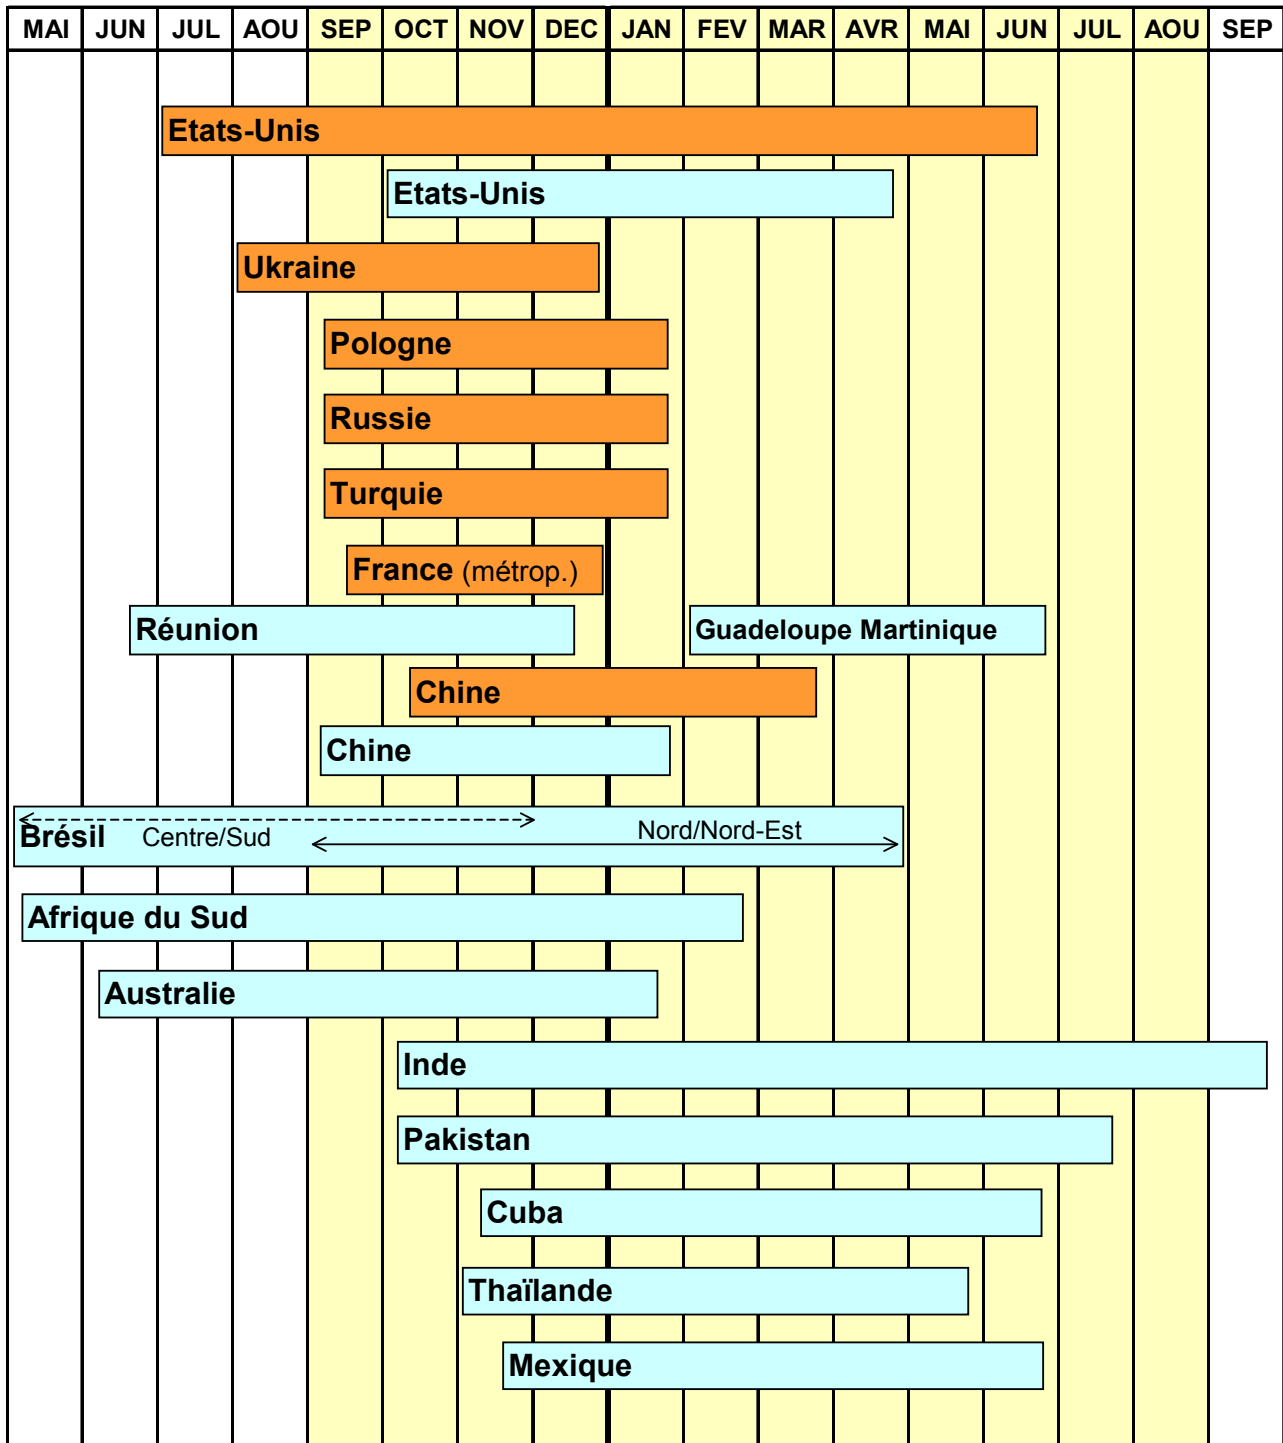 MAI JUN JUL AOU SEP OCT NOV DEC JAN FEV MAR AVR MAI JUN JUL AOU SEP
Etats-Unis
Etats-Unis
Ukraine
Pologne
Russie
Turquie
France (métrop.)
Réunion
Guadeloupe Martinique
Chine
Chine
Brésil Centre/Sud Nord/Nord-Est
Afrique du Sud
Australie
Inde
Pakistan
Cuba
Thaïlande
Mexique